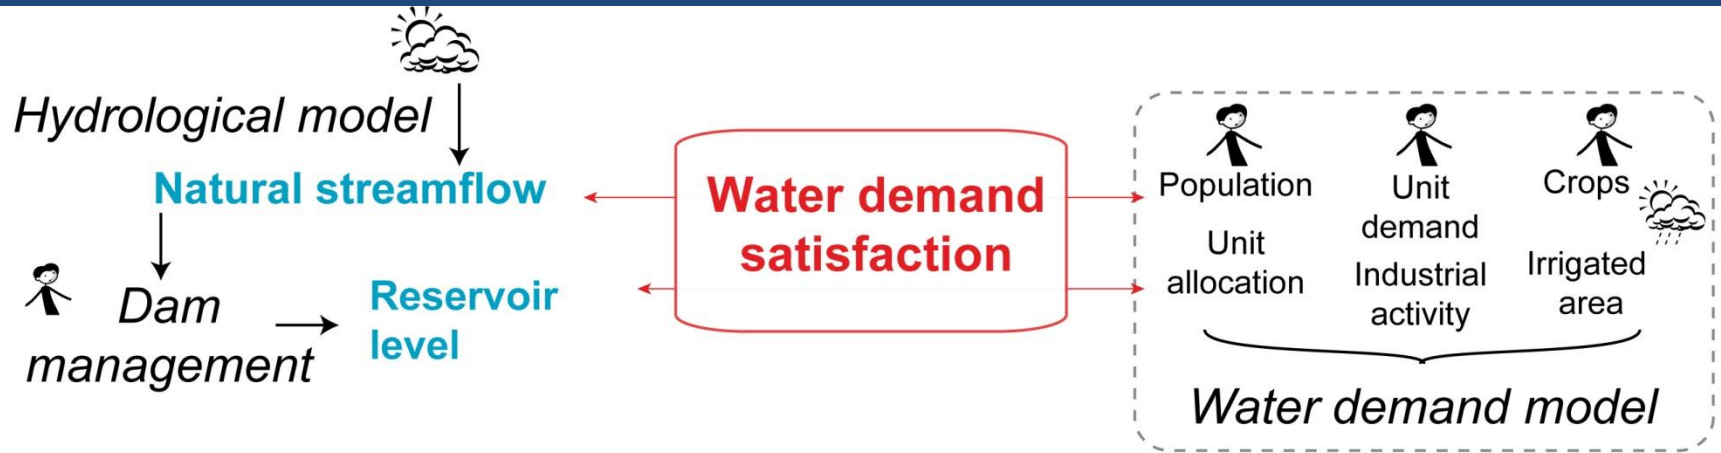 Hydrological model
Natural streamflow
Dam
management
Reservoir
level
Water demand
satisfaction
Population
Unit
allocation
Unit
demand
Industrial
activity
Crops
Irrigated
area
Water demand model